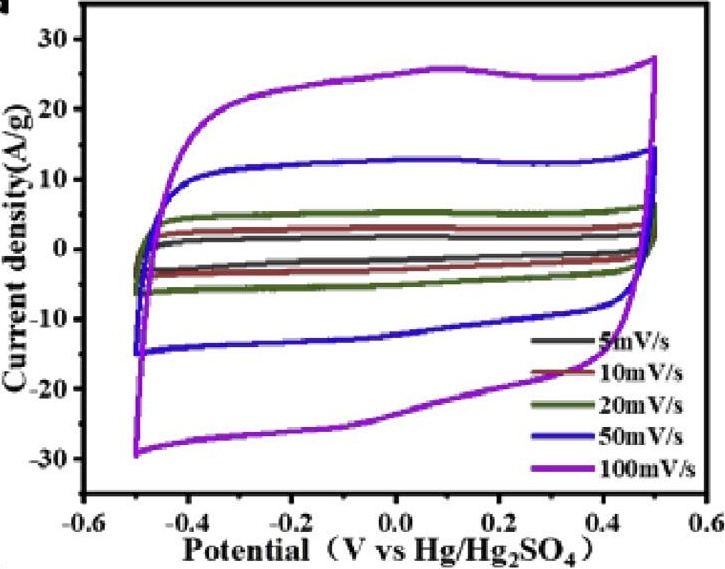 30
20
10
0
-10
-20
-30
Current density(A/g)
5mV/s
10mV/s
20mV/s
50mV/s
100mV/s
-0.6 -0.4 -0.2 0.0 0.2 0.4 0.6
Potential（V vs Hg/Hg₂SO₄）